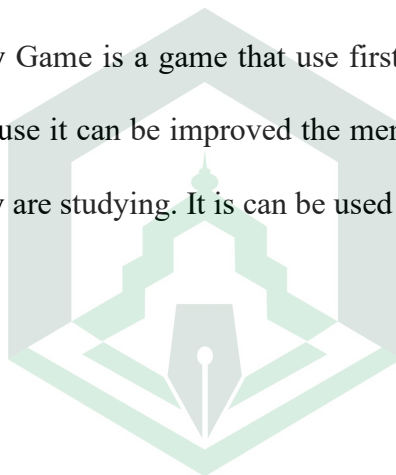 Game is a game that use first
use it can be improved the
are studying. It is can be used